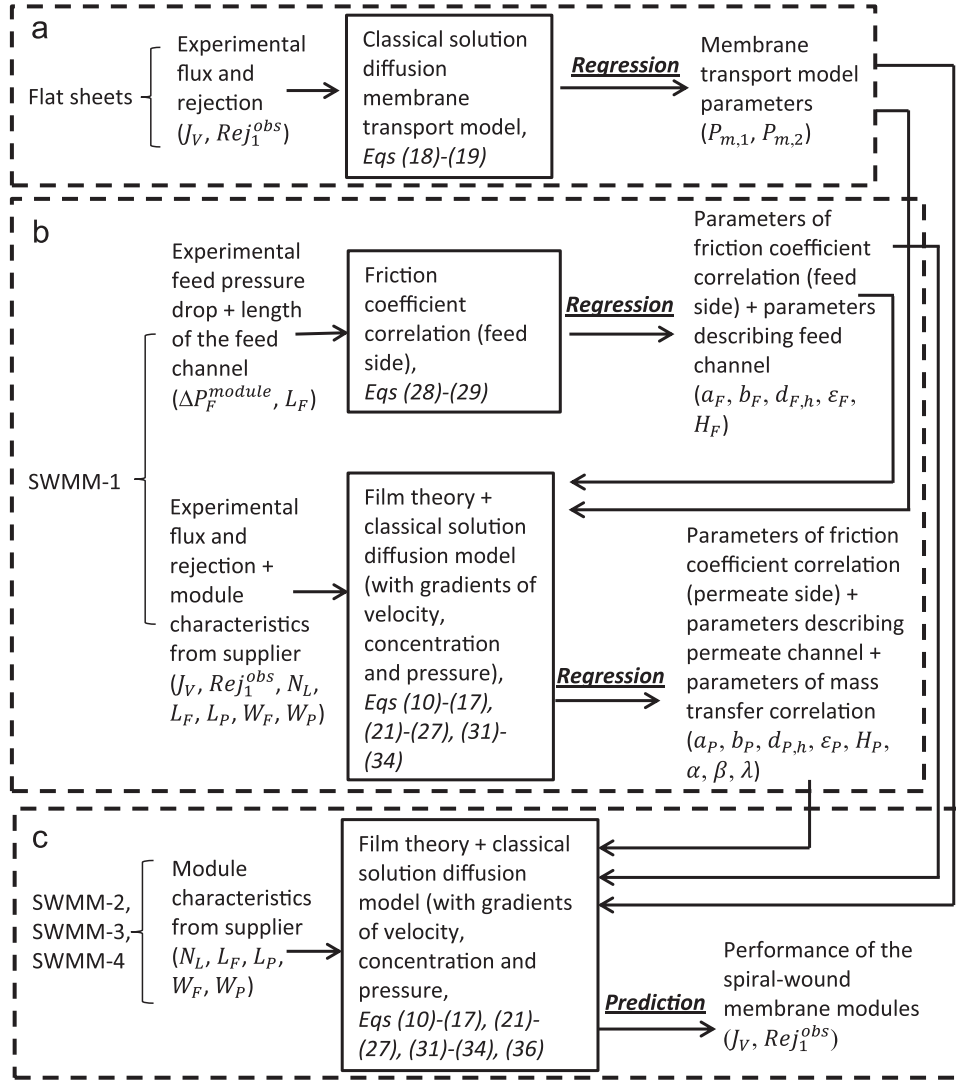 a
Flat sheets
Experimental
flux and
rejection
(J_V, Rej_1^{obs})
Classical solution
diffusion
membrane
transport model,
Eqs (18)-(19)
Regression
Membrane
transport model
parameters
(P_{m,1}, P_{m,2})
b
SWMM-1
Experimental
feed pressure
drop + length
of the feed
channel
(ΔP_F^{module}, L_F)
Friction
coefficient
correlation (feed
side),
Eqs (28)-(29)
Regression
Parameters of
friction coefficient
correlation (feed
side) + parameters
describing feed
channel
(a_F, b_F, d_{F,h}, ε_F,
H_F)
Experimental
flux and
rejection +
module
characteristics
from supplier
(J_V, Rej_1^{obs}, N_L,
L_F, L_P, W_F, W_P)
Film theory +
classical solution
diffusion model
(with gradients of
velocity,
concentration
and pressure),
Eqs (10)-(17),
(21)-(27), (31)-
(34)
Regression
Parameters of friction
coefficient correlation
(permeate side) +
parameters describing
permeate channel +
parameters of mass
transfer correlation
(a_P, b_P, d_{P,h}, ε_P, H_P,
α, β, λ)
c
SWMM-2,
SWMM-3,
SWMM-4
Module
characteristics
from supplier
(N_L, L_F, L_P,
W_F, W_P)
Film theory + classical
solution diffusion
model (with gradients
of velocity,
concentration and
pressure,
Eqs (10)-(17), (21)-
(27), (31)-(34), (36)
Prediction
Performance of the
spiral-wound
membrane modules
(J_V, Rej_1^{obs})